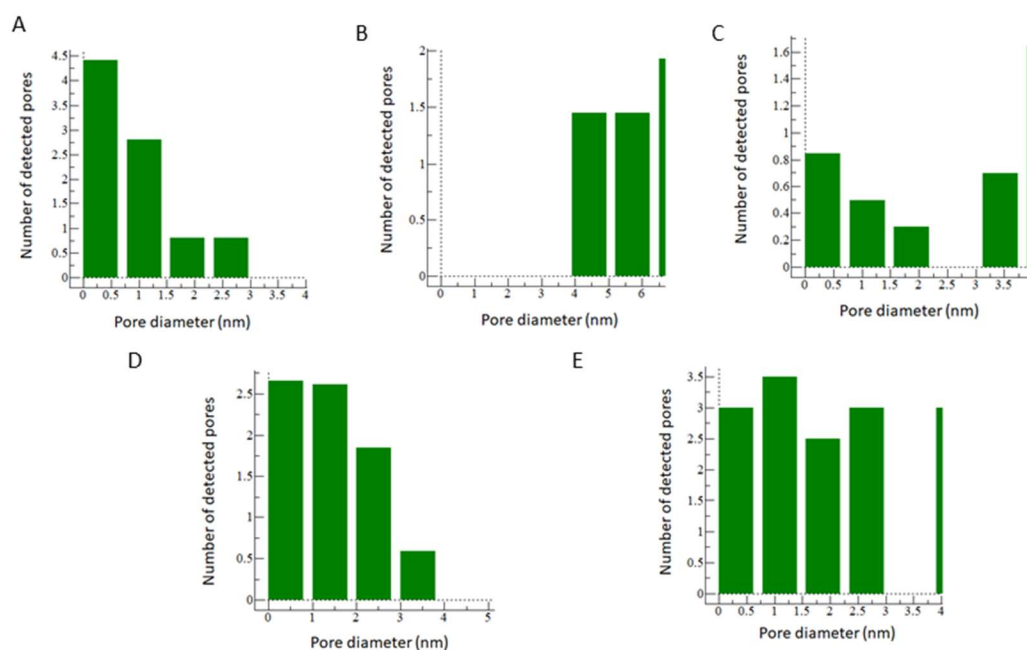 A
Number of detected pores
4.5
4
3.5
3
2.5
2
1.5
1
0.5
0
0 0.5 1 1.5 2 2.5 3 3.5 4
Pore diameter (nm)
B
Number of detected pores
2
1.5
1
0.5
0
0 1 2 3 4 5 6
Pore diameter (nm)
C
Number of detected pores
1.6
1.4
1.2
1
0.8
0.6
0.4
0.2
0
0 0.5 1 1.5 2 2.5 3 3.5
Pore diameter (nm)
D
Number of detected pores
2.5
2
1.5
1
0.5
0
0 1 2 3 4 5
Pore diameter (nm)
E
Number of detected pores
3.5
3
2.5
2
1.5
1
0.5
0
0 0.5 1 1.5 2 2.5 3 3.5 4
Pore diameter (nm)